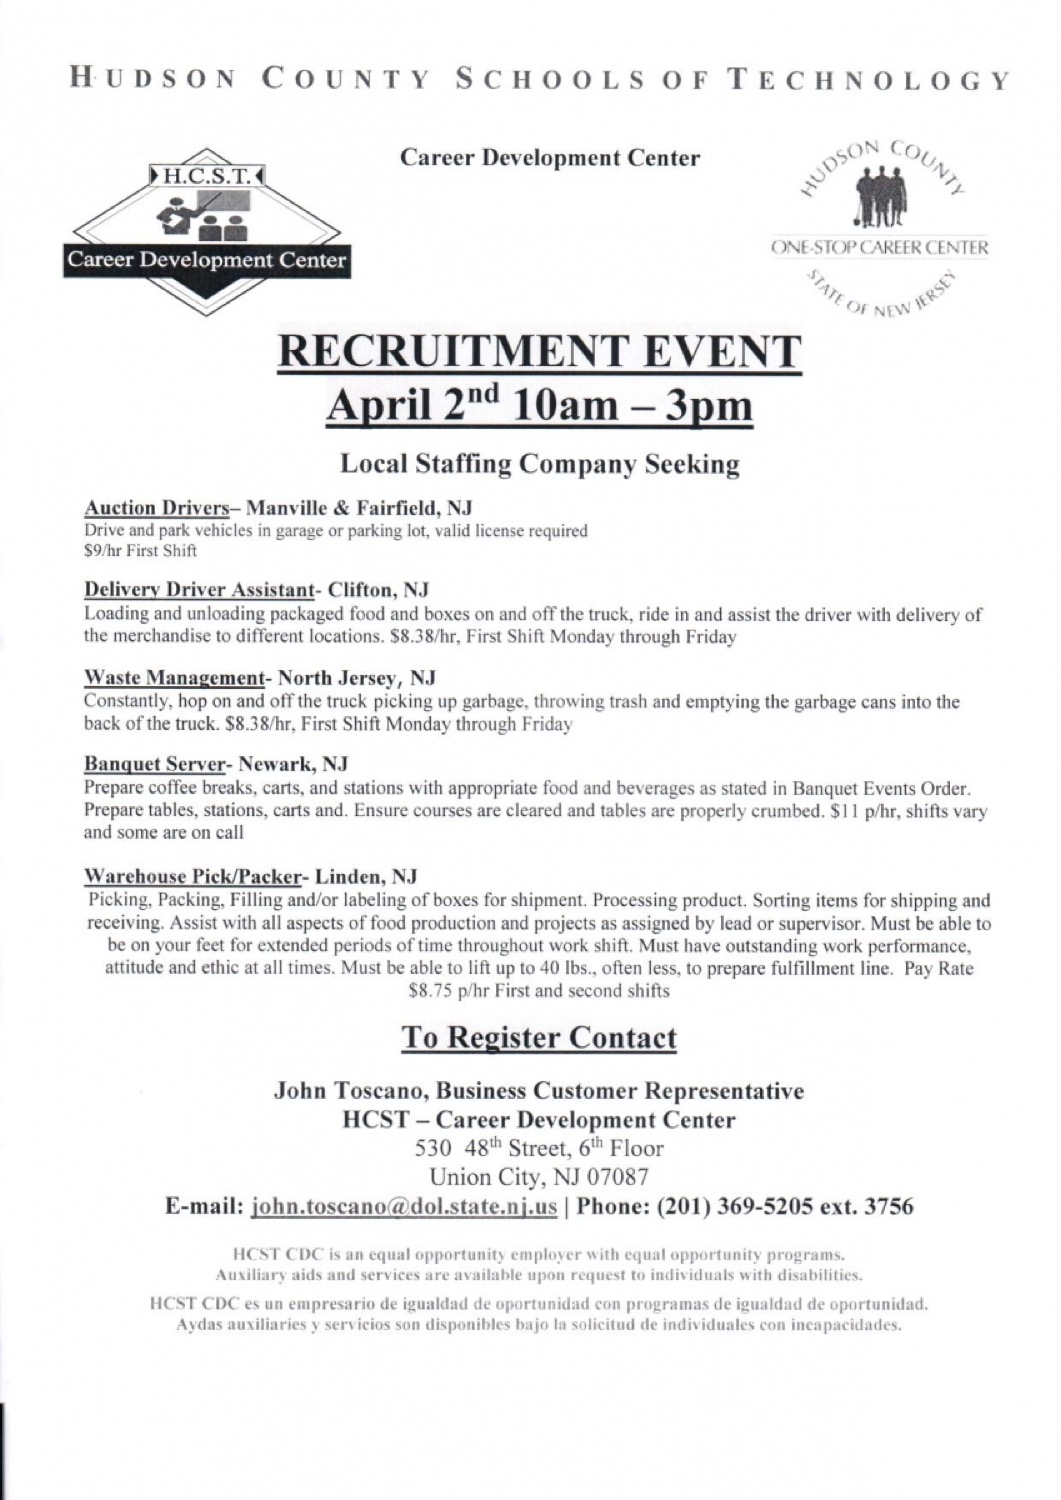 HUDSON COUNTY SCHOOLS OF TECHNOLOGY
Career Development Center
H.C.S.T.
Career Development Center
HUDSON COUNTY
ONE-STOP CAREER CENTER
STATE OF NEW JERSEY
RECRUITMENT EVENT
April 2nd 10am – 3pm
Local Staffing Company Seeking
Auction Drivers– Manville & Fairfield, NJ
Drive and park vehicles in garage or parking lot, valid license required
$9/hr First Shift
Delivery Driver Assistant- Clifton, NJ
Loading and unloading packaged food and boxes on and off the truck, ride in and assist the driver with delivery of
the merchandise to different locations. $8.38/hr, First Shift Monday through Friday
Waste Management- North Jersey, NJ
Constantly, hop on and off the truck picking up garbage, throwing trash and emptying the garbage cans into the
back of the truck. $8.38/hr, First Shift Monday through Friday
Banquet Server- Newark, NJ
Prepare coffee breaks, carts, and stations with appropriate food and beverages as stated in Banquet Events Order.
Prepare tables, stations, carts and. Ensure courses are cleared and tables are properly crumbed. $11 p/hr, shifts vary
and some are on call
Warehouse Pick/Packer- Linden, NJ
Picking, Packing, Filling and/or labeling of boxes for shipment. Processing product. Sorting items for shipping and
receiving. Assist with all aspects of food production and projects as assigned by lead or supervisor. Must be able to
be on your feet for extended periods of time throughout work shift. Must have outstanding work performance,
attitude and ethic at all times. Must be able to lift up to 40 lbs., often less, to prepare fulfillment line. Pay Rate
$8.75 p/hr First and second shifts
To Register Contact
John Toscano, Business Customer Representative
HCST – Career Development Center
530 48th Street, 6th Floor
Union City, NJ 07087
E-mail: john.toscano@dol.state.nj.us | Phone: (201) 369-5205 ext. 3756
HCST CDC is an equal opportunity employer with equal opportunity programs.
Auxiliary aids and services are available upon request to individuals with disabilities.
HCST CDC es un empresario de igualdad de oportunidad con programas de igualdad de oportunidad.
Aydas auxiliaries y servicios son disponibles bajo la solicitud de individuales con incapacidades.